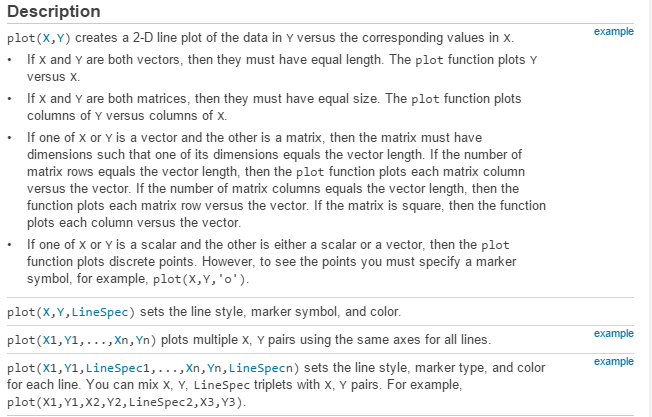 Description
plot(X,Y) creates a 2-D line plot of the data in Y versus the corresponding values in X.
example
• If X and Y are both vectors, then they must have equal length. The plot function plots Y
versus X.
• If X and Y are both matrices, then they must have equal size. The plot function plots
columns of Y versus columns of X.
• If one of X or Y is a vector and the other is a matrix, then the matrix must have
dimensions such that one of its dimensions equals the vector length. If the number of
matrix rows equals the vector length, then the plot function plots each matrix column
versus the vector. If the number of matrix columns equals the vector length, then the
function plots each matrix row versus the vector. If the matrix is square, then the function
plots each column versus the vector.
• If one of X or Y is a scalar and the other is either a scalar or a vector, then the plot
function plots discrete points. However, to see the points you must specify a marker
symbol, for example, plot(X,Y,'o').
plot(X,Y,LineSpec) sets the line style, marker symbol, and color.
plot(X1,Y1,...,Xn,Yn) plots multiple X, Y pairs using the same axes for all lines.
example
plot(X1,Y1,LineSpec1,...,Xn,Yn,LineSpecn) sets the line style, marker type, and color
example
for each line. You can mix X, Y, LineSpec triplets with X, Y pairs. For example,
plot(X1,Y1,X2,Y2,LineSpec2,X3,Y3).